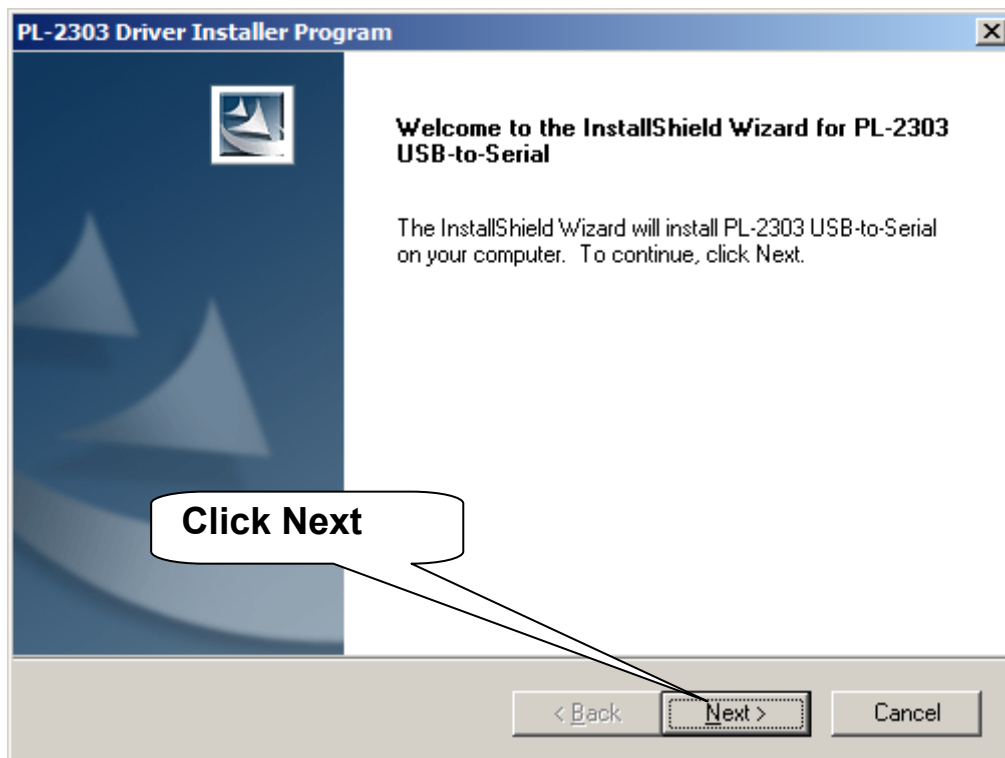 PL-2303 Driver Installer Program
Welcome to the InstallShield Wizard for PL-2303
USB-to-Serial
The InstallShield Wizard will install PL-2303 USB-to-Serial
on your computer.  To continue, click Next.
Click Next
< Back
Next >
Cancel